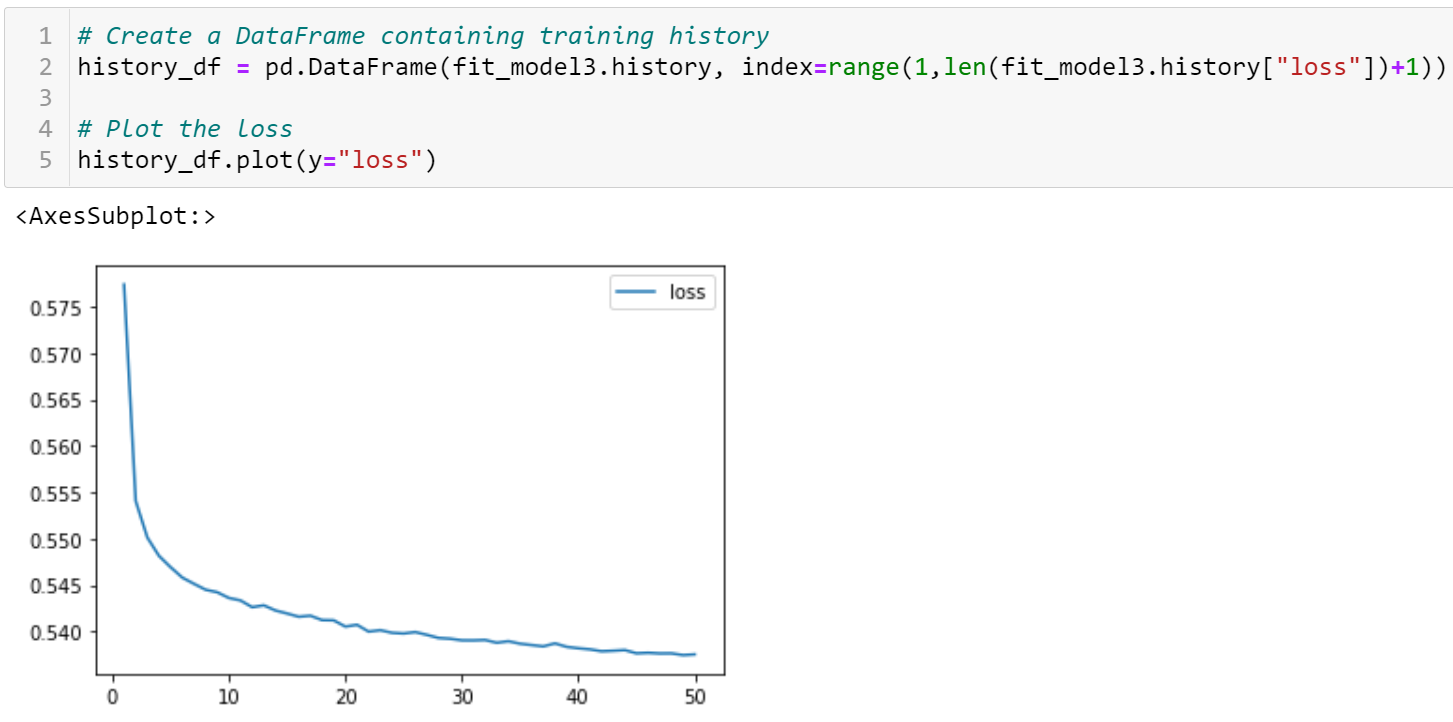 1 # Create a DataFrame containing training history
2 history_df = pd.DataFrame(fit_model3.history, index=range(1,len(fit_model3.history["loss"])+1))
3
4 # Plot the loss
5 history_df.plot(y="loss")
<AxesSubplot:>
loss
0.575
0.570
0.565
0.560
0.555
0.550
0.545
0.540
0 10 20 30 40 50